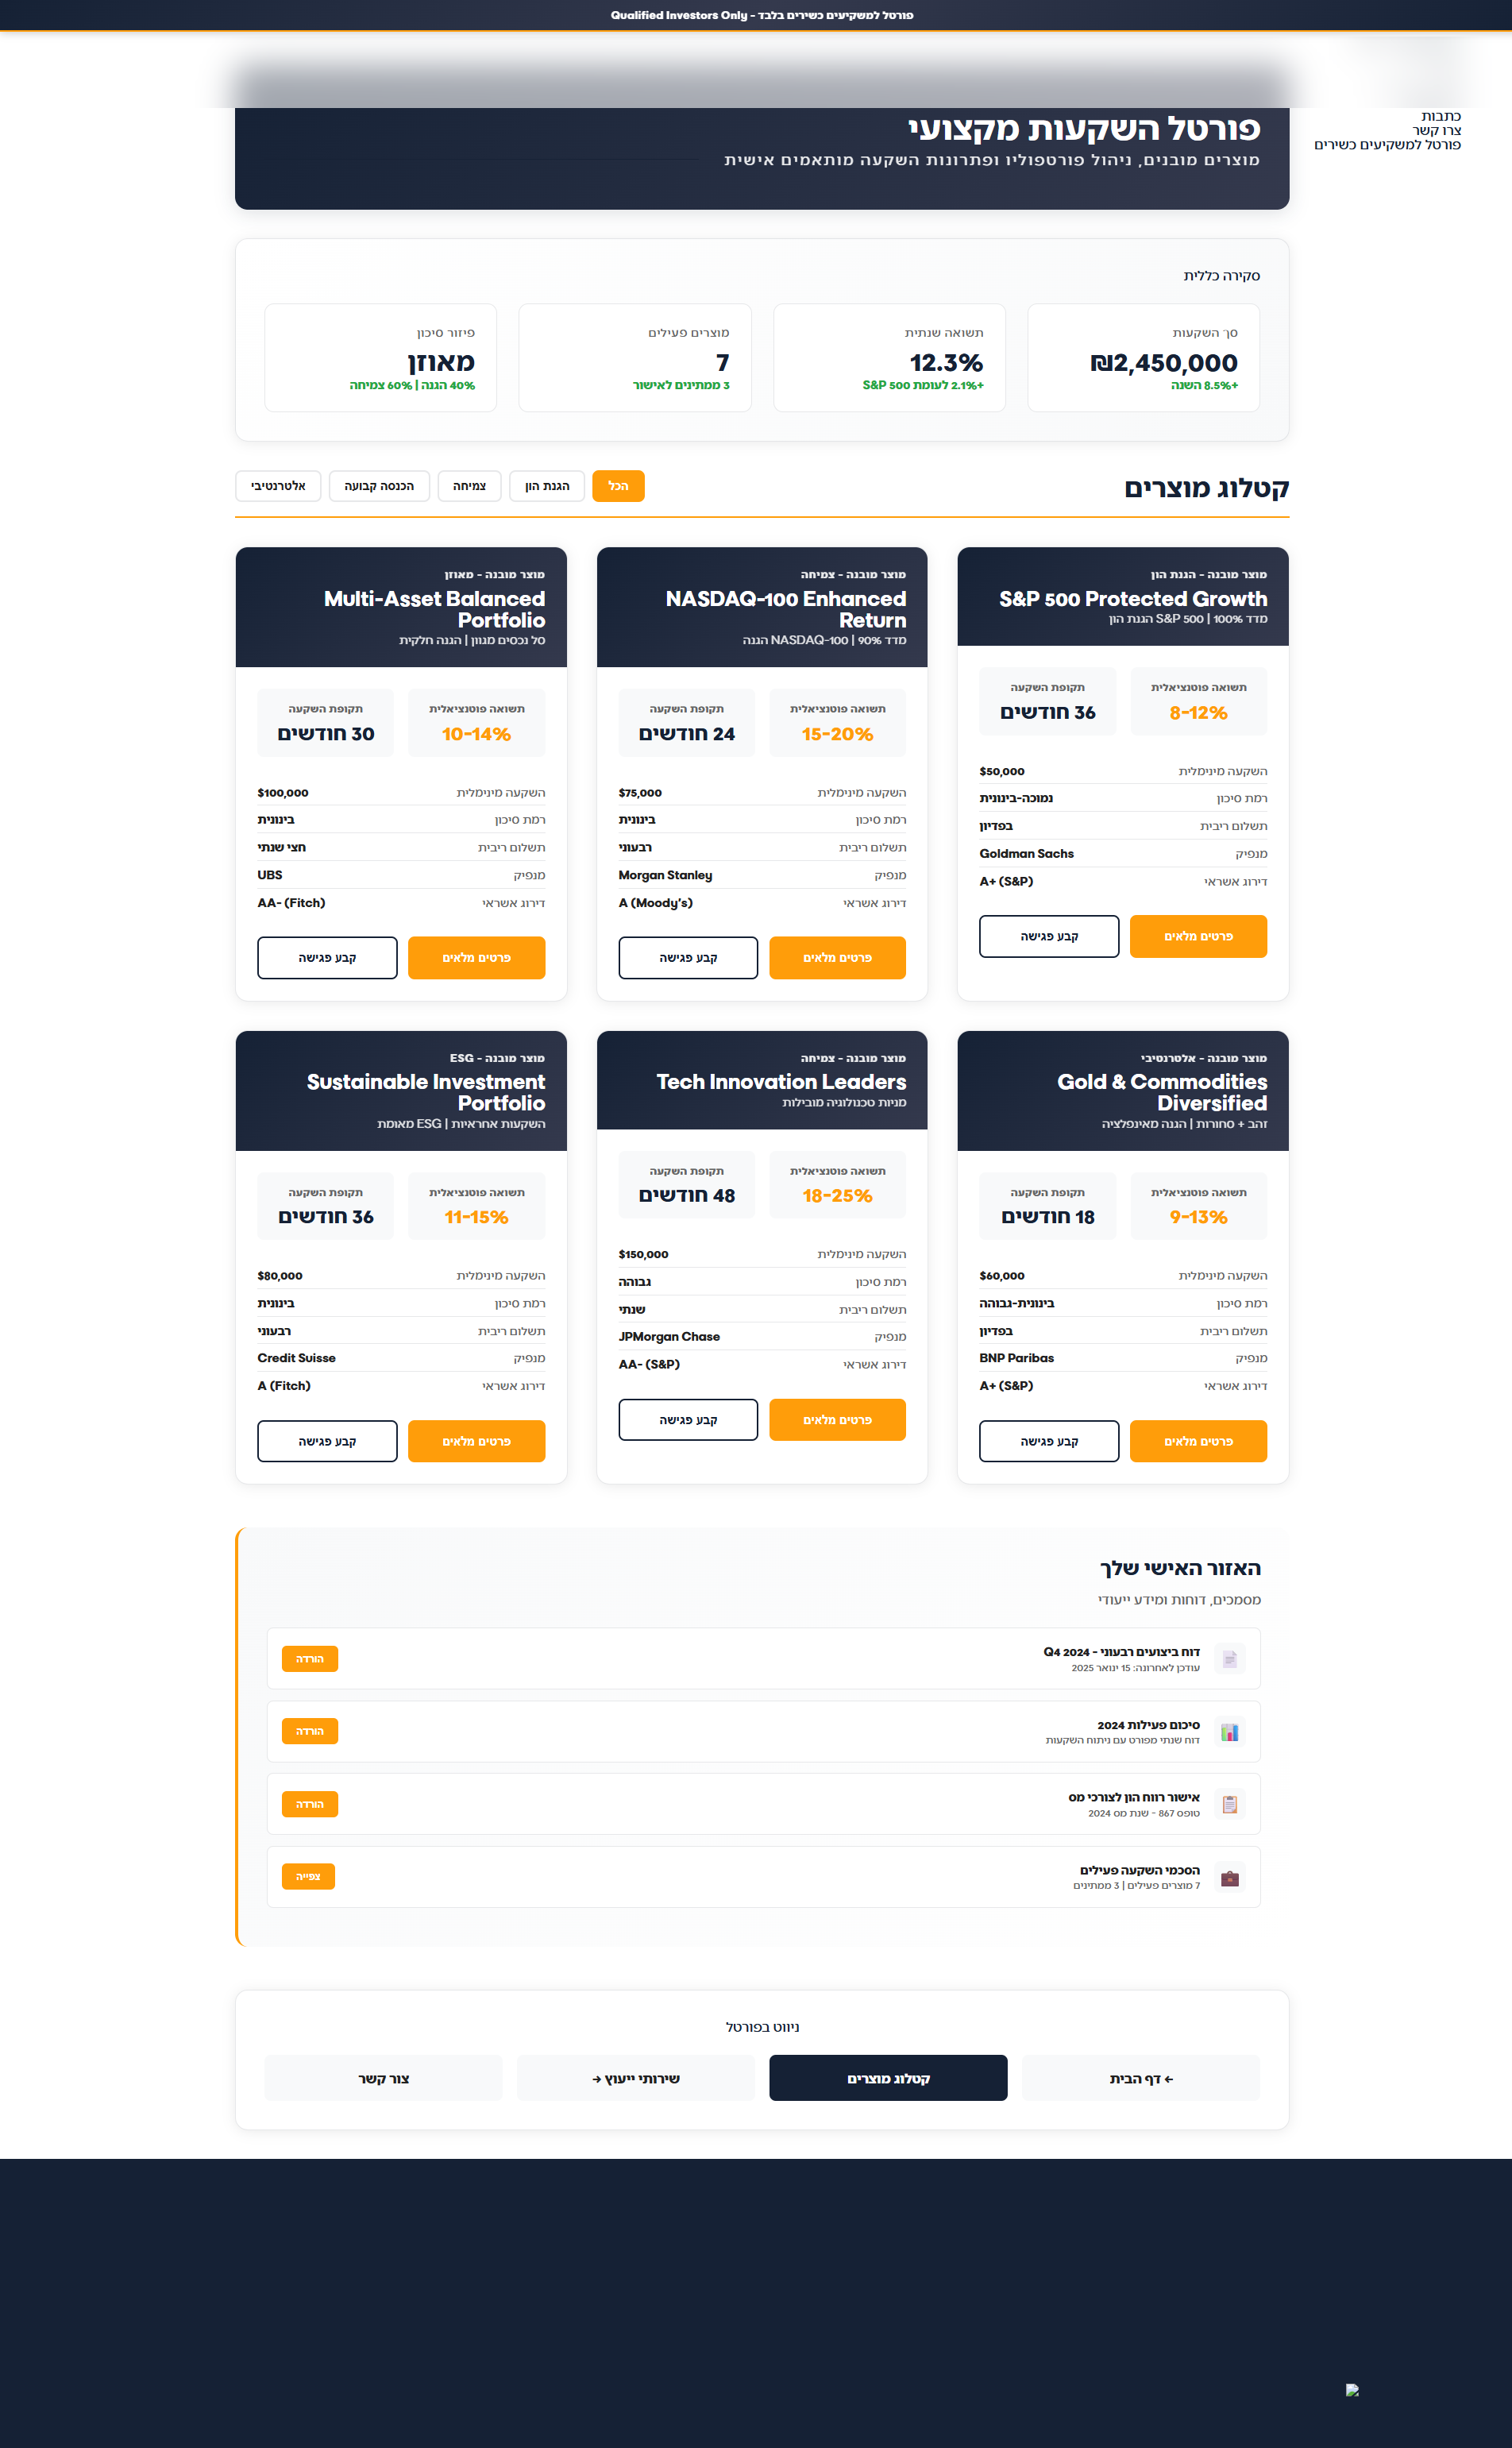 פורטל למשקיעים כשירים בלבד - Qualified Investors Only
כתבות
צרו קשר
פורטל למשקיעים כשירים
פורטל השקעות מקצועי
מוצרים מובנים, ניהול פורטפוליו ופתרונות השקעה מותאמים אישית
סקירה כללית
סך השקעות
₪2,450,000
+8.5% השנה
תשואה שנתית
12.3%
+2.1% לעומת S&P 500
מוצרים פעילים
7
3 ממתינים לאישור
פיזור סיכון
מאוזן
40% הגנה | 60% צמיחה
קטלוג מוצרים
הכל
הגנת הון
צמיחה
הכנסה קבועה
אלטרנטיבי
מוצר מובנה - הגנת הון
S&P 500 Protected Growth
מדד S&P 500 | 100% הגנת הון
תשואה פוטנציאלית
8-12%
תקופת השקעה
36 חודשים
השקעה מינימלית
$50,000
רמת סיכון
נמוכה-בינונית
תשלום ריבית
בפדיון
מנפיק
Goldman Sachs
דירוג אשראי
A+ (S&P)
פרטים מלאים
קבע פגישה
מוצר מובנה - צמיחה
NASDAQ-100 Enhanced
Return
מדד NASDAQ-100 | 90% הגנה
תשואה פוטנציאלית
15-20%
תקופת השקעה
24 חודשים
השקעה מינימלית
$75,000
רמת סיכון
בינונית
תשלום ריבית
רבעוני
מנפיק
Morgan Stanley
דירוג אשראי
A (Moody's)
פרטים מלאים
קבע פגישה
מוצר מובנה - מאוזן
Multi-Asset Balanced
Portfolio
סל נכסים מגוון | הגנה חלקית
תשואה פוטנציאלית
10-14%
תקופת השקעה
30 חודשים
השקעה מינימלית
$100,000
רמת סיכון
בינונית
תשלום ריבית
חצי שנתי
מנפיק
UBS
דירוג אשראי
AA- (Fitch)
פרטים מלאים
קבע פגישה
מוצר מובנה - אלטרנטיבי
Gold & Commodities
Diversified
זהב + סחורות | הגנה מאינפלציה
תשואה פוטנציאלית
9-13%
תקופת השקעה
18 חודשים
השקעה מינימלית
$60,000
רמת סיכון
בינונית-גבוהה
תשלום ריבית
בפדיון
מנפיק
BNP Paribas
דירוג אשראי
A+ (S&P)
פרטים מלאים
קבע פגישה
מוצר מובנה - צמיחה
Tech Innovation Leaders
מניות טכנולוגיה מובילות
תשואה פוטנציאלית
18-25%
תקופת השקעה
48 חודשים
השקעה מינימלית
$150,000
רמת סיכון
גבוהה
תשלום ריבית
שנתי
מנפיק
JPMorgan Chase
דירוג אשראי
AA- (S&P)
פרטים מלאים
קבע פגישה
מוצר מובנה - ESG
Sustainable Investment
Portfolio
השקעות אחראיות | ESG מאומת
תשואה פוטנציאלית
11-15%
תקופת השקעה
36 חודשים
השקעה מינימלית
$80,000
רמת סיכון
בינונית
תשלום ריבית
רבעוני
מנפיק
Credit Suisse
דירוג אשראי
A (Fitch)
פרטים מלאים
קבע פגישה
האזור האישי שלך
מסמכים, דוחות ומידע ייעודי
דוח ביצועים רבעוני - Q4 2024
עודכן לאחרונה: 15 ינואר 2025
הורדה
סיכום פעילות 2024
דוח שנתי מפורט עם ניתוח השקעות
הורדה
אישור רווח הון לצורכי מס
טופס 867 - שנת מס 2024
הורדה
הסכמי השקעה פעילים
7 מוצרים פעילים | 3 ממתינים
צפייה
ניווט בפורטל
← דף הבית
קטלוג מוצרים
שירותי ייעוץ →
צור קשר